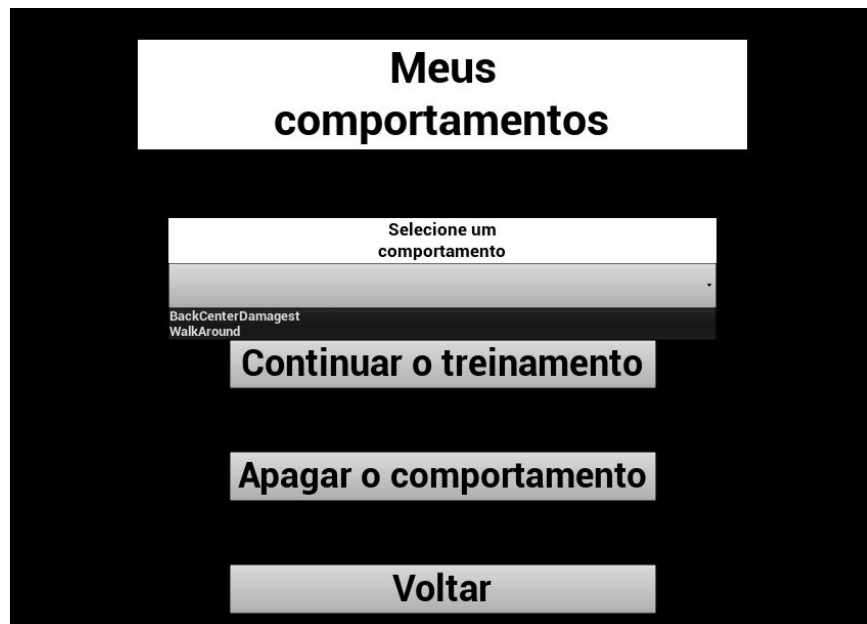 Meus
comportamentos
Selecione um
comportamento
BackCenterDamagest
WalkAround
Continuar o treinamento
Apagar o comportamento
Voltar